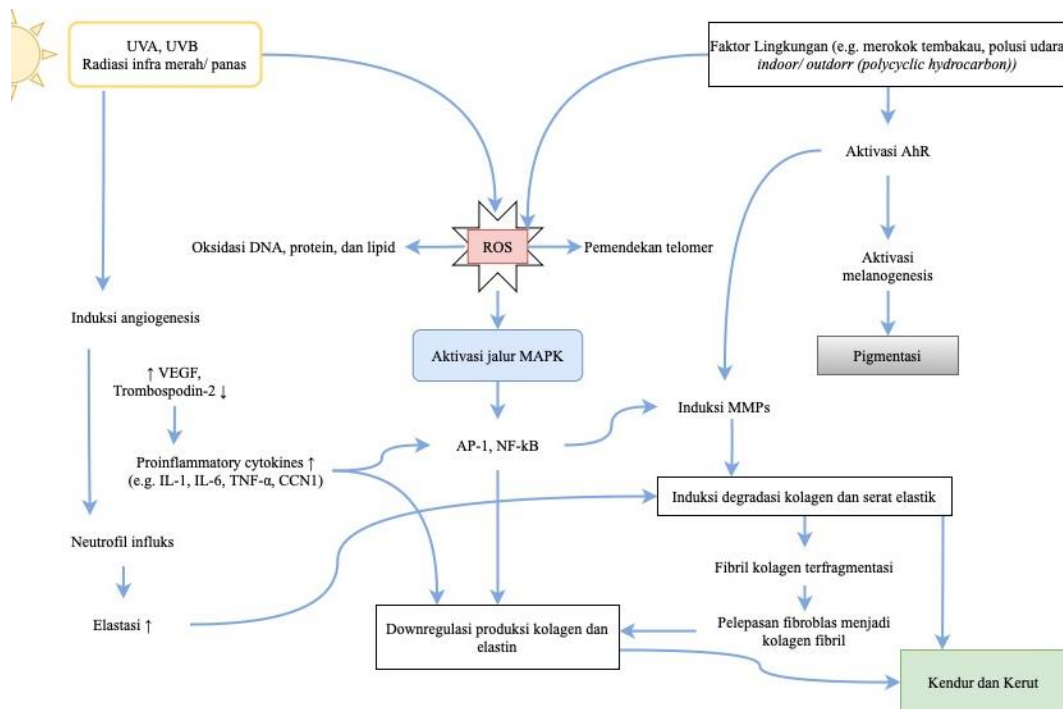 UVA, UVB
Radiasi infra merah/ panas
Faktor Lingkungan (e.g. merokok tembakau, polusi udara
indoor/ outdorr (polycyclic hydrocarbon))
Aktivasi AhR
Oksidasi DNA, protein, dan lipid
ROS
Pemendekan telomer
Aktivasi
melanogenesis
Induksi angiogenesis
Aktivasi jalur MAPK
Pigmentasi
↑ VEGF,
Trombospodin-2 ↓
Induksi MMPs
AP-1, NF-kB
Proinflammatory cytokines ↑
(e.g. IL-1, IL-6, TNF-α, CCN1)
Induksi degradasi kolagen dan serat elastik
Neutrofil influks
Fibril kolagen terfragmentasi
Elastasi ↑
Downregulasi produksi kolagen dan
elastin
Pelepasan fibroblas menjadi
kolagen fibril
Kendur dan Kerut